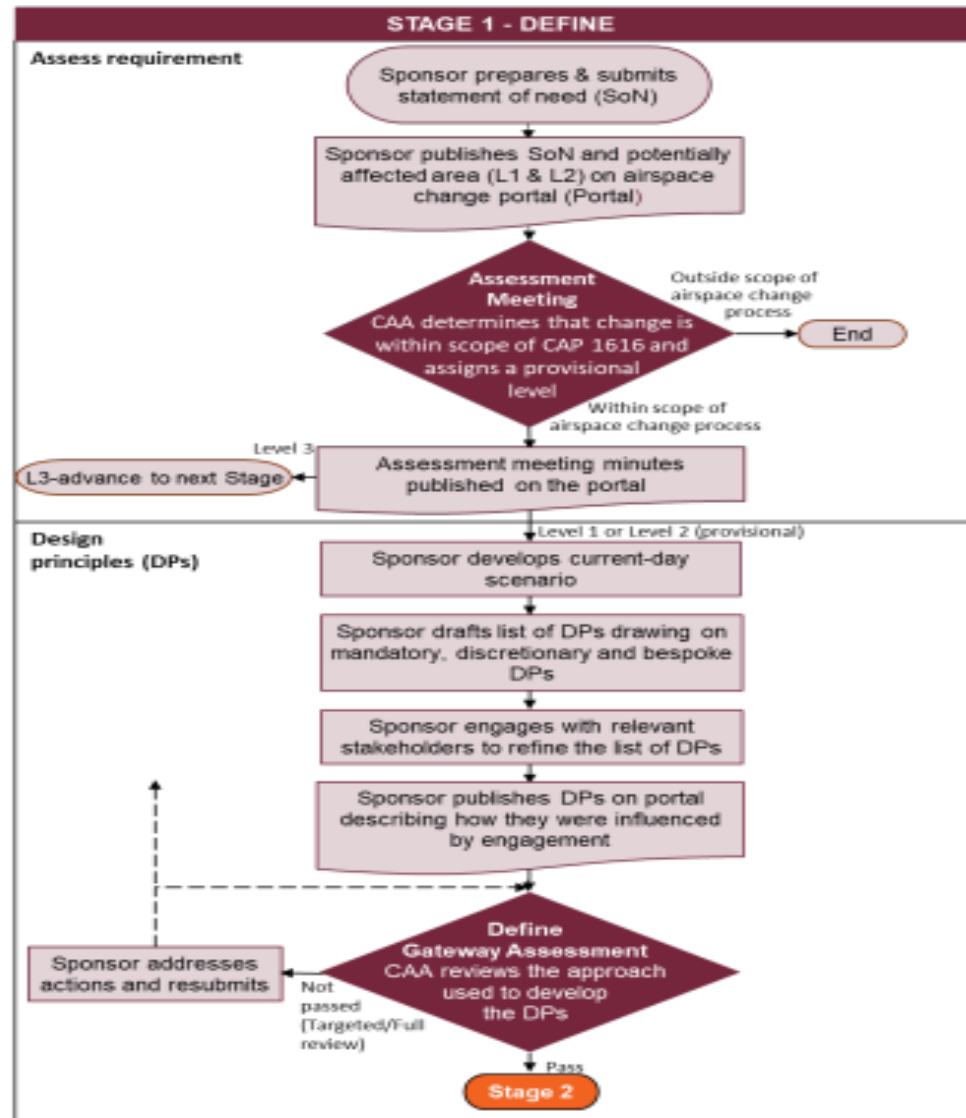 STAGE 1 - DEFINE
Assess requirement
Sponsor prepares & submits
statement of need (SoN)
Sponsor publishes SoN and potentially
affected area (L1 & L2) on airspace
change portal (Portal)
Assessment
Meeting
CAA determines that change is
within scope of CAP 1616 and
assigns a provisional
level
Outside scope of
airspace change
process
End
Within scope of
airspace change process
Level 3
L3-advance to next Stage
Assessment meeting minutes
published on the portal
Design
principles (DPs)
Level 1 or Level 2 (provisional)
Sponsor develops current-day
scenario
Sponsor drafts list of DPs drawing on
mandatory, discretionary and bespoke
DPs
Sponsor engages with relevant
stakeholders to refine the list of DPs
Sponsor publishes DPs on portal
describing how they were influenced
by engagement
Define
Gateway Assessment
CAA reviews the approach
used to develop
the DPs
Sponsor addresses
actions and resubmits
Not
passed
(Targeted/Full
review)
Pass
Stage 2